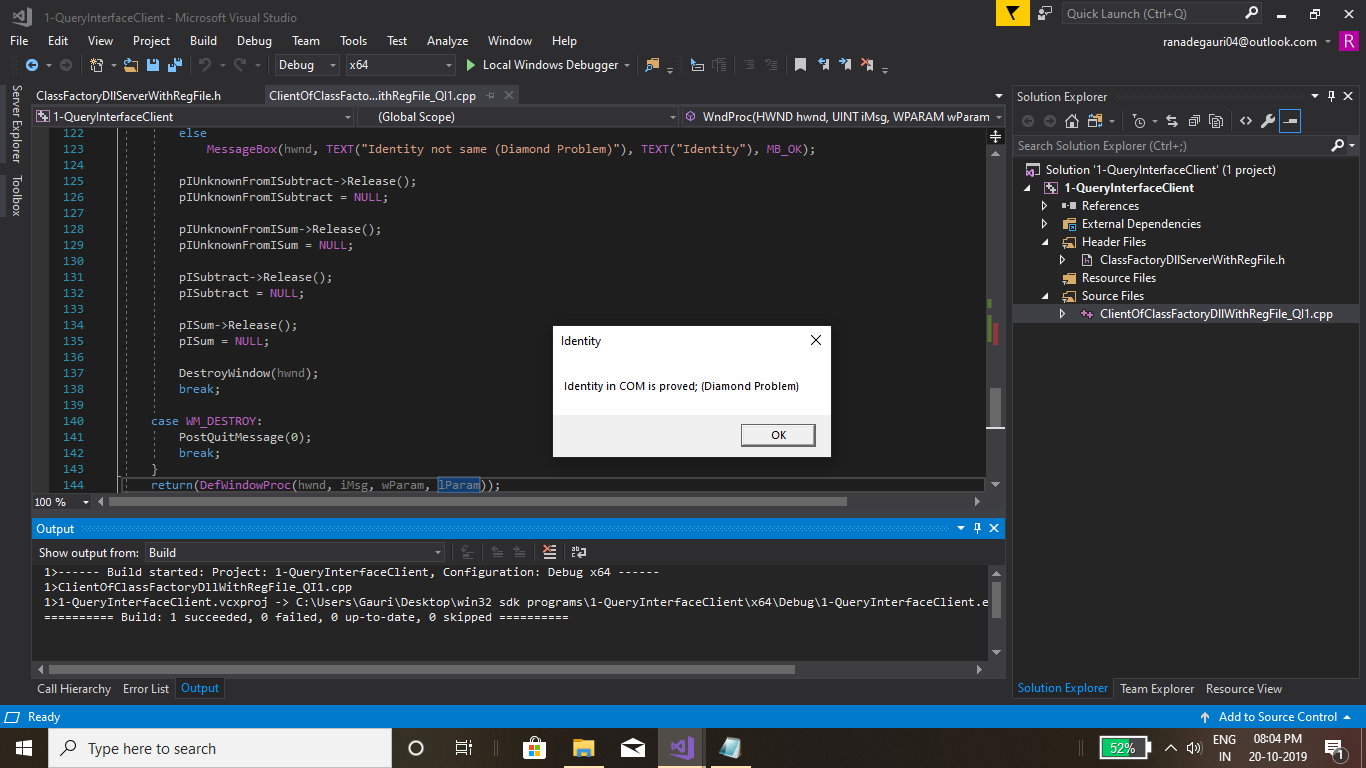 1-QueryInterfaceClient - Microsoft Visual Studio
Quick Launch (Ctrl+Q)
File Edit View Project Build Debug Team Tools Test Analyze Window Help
ranadegauri04@outlook.com R
Debug x64 Local Windows Debugger
Server Explorer
Toolbox
ClassFactoryDllServerWithRegFile.h ClientOfClassFacto...ithRegFile_QI1.cpp
1-QueryInterfaceClient (Global Scope) WndProc(HWND hwnd, UINT iMsg, WPARAM wParam
122 else
123 MessageBox(hwnd, TEXT("Identity not same (Diamond Problem)"), TEXT("Identity"), MB_OK);
124
125 pIUnknownFromISubtract->Release();
126 pIUnknownFromISubtract = NULL;
127
128 pIUnknownFromISum->Release();
129 pIUnknownFromISum = NULL;
130
131 pISubtract->Release();
132 pISubtract = NULL;
133
134 pISum->Release();
135 pISum = NULL;
136
137 DestroyWindow(hwnd);
138 break;
139
140 case WM_DESTROY:
141 PostQuitMessage(0);
142 break;
143 }
144 return(DefWindowProc(hwnd, iMsg, wParam, lParam));
100 %
Identity
Identity in COM is proved; (Diamond Problem)
OK
Output
Show output from: Build
1>------ Build started: Project: 1-QueryInterfaceClient, Configuration: Debug x64 ------
1>ClientOfClassFactoryDllWithRegFile_QI1.cpp
1>1-QueryInterfaceClient.vcxproj -> C:\Users\Gauri\Desktop\win32 sdk programs\1-QueryInterfaceClient\x64\Debug\1-QueryInterfaceClient.e
========== Build: 1 succeeded, 0 failed, 0 up-to-date, 0 skipped ==========
Call Hierarchy Error List Output
Solution Explorer
Search Solution Explorer (Ctrl+;)
Solution '1-QueryInterfaceClient' (1 project)
1-QueryInterfaceClient
References
External Dependencies
Header Files
ClassFactoryDllServerWithRegFile.h
Resource Files
Source Files
ClientOfClassFactoryDllWithRegFile_QI1.cpp
Solution Explorer Team Explorer Resource View
Ready
Add to Source Control
Type here to search
52%
ENG
IN
08:04 PM
20-10-2019
1